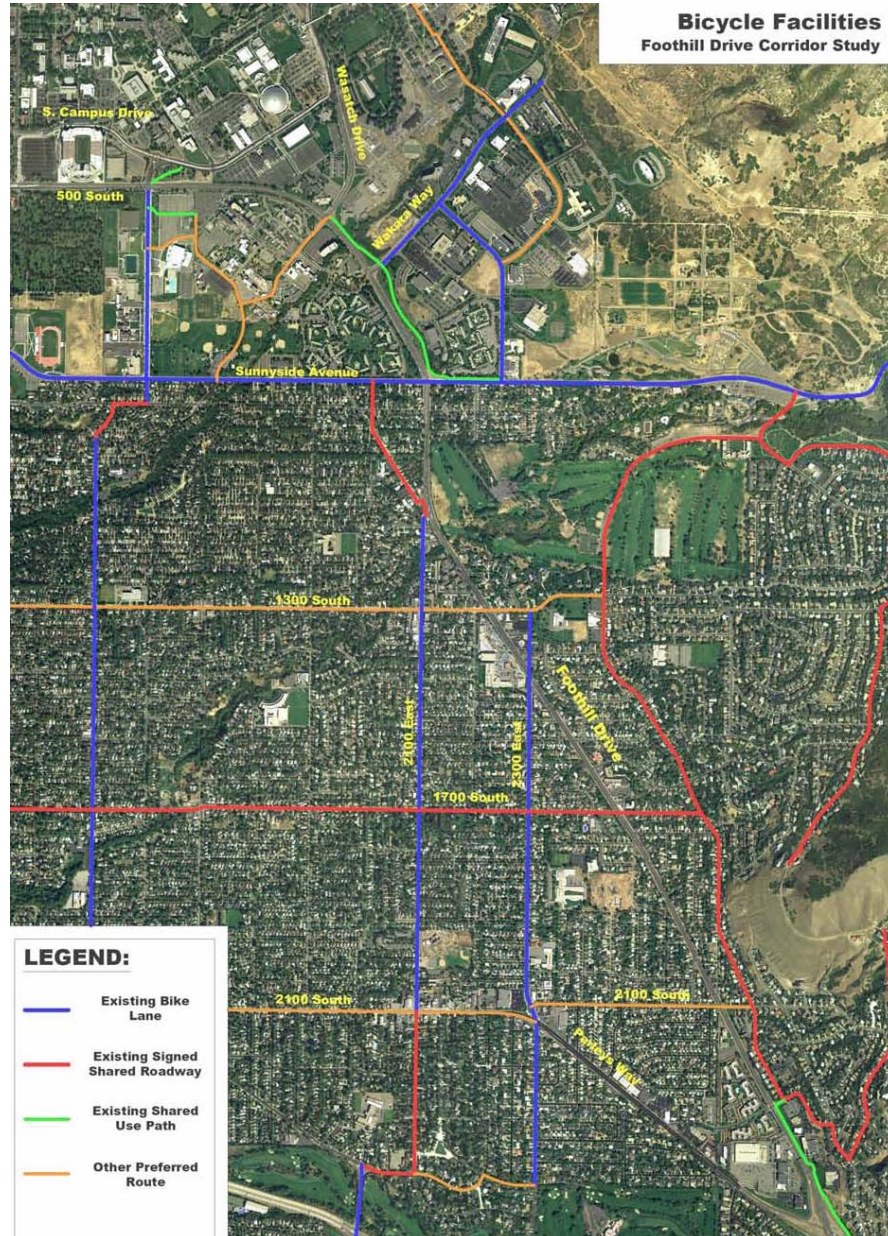 Bicycle Facilities
Foothill Drive Corridor Study
S. Campus Drive
Wasatch Drive
500 South
Wakara Way
Sunnyside Avenue
1300 South
Foothill Drive
2100 East
2300 East
1700 South
2100 South
2100 South
Parleys Way
LEGEND:
Existing Bike
Lane
Existing Signed
Shared Roadway
Existing Shared
Use Path
Other Preferred
Route